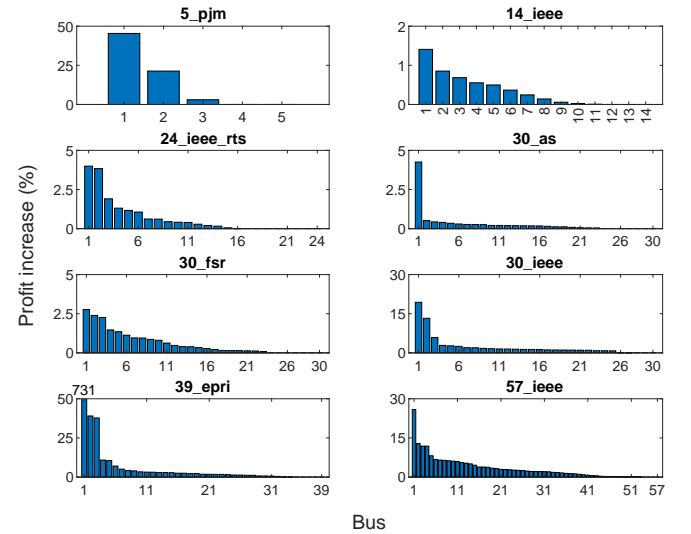 5_pjm
50
25
0
1 2 3 4 5
14_ieee
2
1
0
1 2 3 4 5 6 7 8 9 10 11 12 13 14
24_ieee_rts
5
2.5
0
1 6 11 16 21 24
30_as
5
2.5
0
1 6 11 16 21 26 30
30_fsr
5
2.5
0
1 6 11 16 21 26 30
30_ieee
30
15
0
1 6 11 16 21 26 30
39_epri
731
50
25
0
1 11 21 31 39
57_ieee
30
15
0
1 11 21 31 41 51 57
Profit increase (%)
Bus